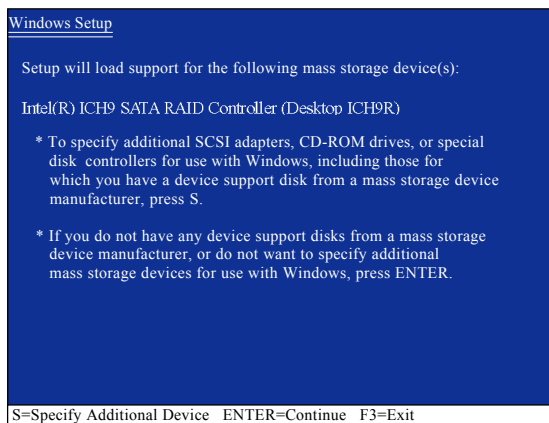 Windows Setup
Setup will load support for the following mass storage device(s):
Intel(R) ICH9 SATA RAID Controller (Desktop ICH9R)
* To specify additional SCSI adapters, CD-ROM drives, or special
disk controllers for use with Windows, including those for
which you have a device support disk from a mass storage device
manufacturer, press S.
* If you do not have any device support disks from a mass storage
device manufacturer, or do not want to specify additional
mass storage devices for use with Windows, press ENTER.
S=Specify Additional Device ENTER=Continue F3=Exit